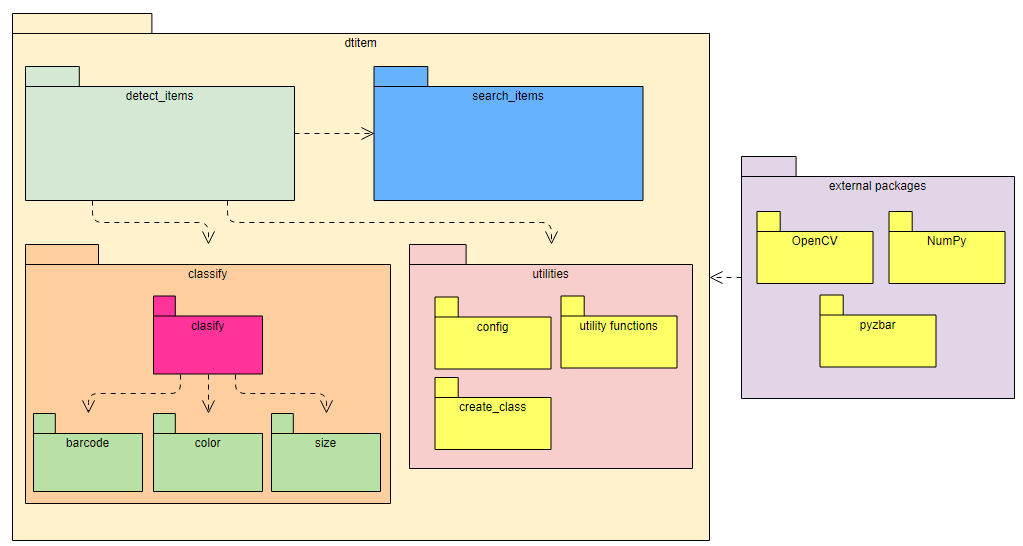 dtitem
detect_items
search_items
external packages
OpenCV
NumPy
pyzbar
classify
clasify
barcode
color
size
utilities
config
utility functions
create_class